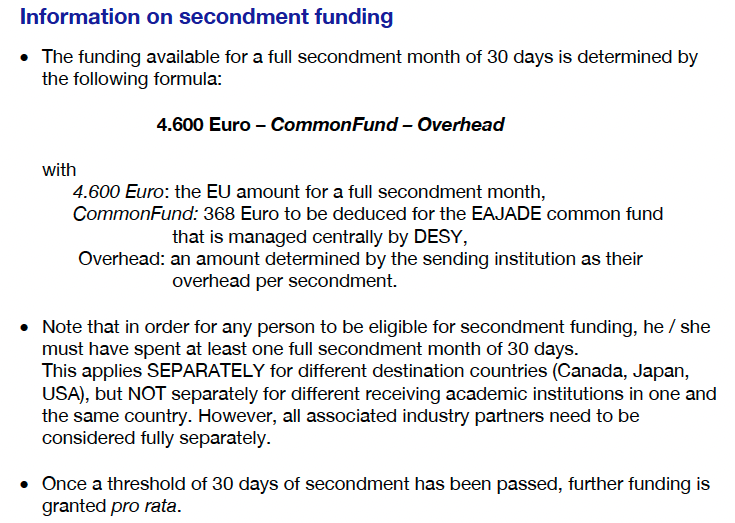 Information on secondment funding
• The funding available for a full secondment month of 30 days is determined by
the following formula:
4.600 Euro – CommonFund – Overhead
with
4.600 Euro: the EU amount for a full secondment month,
CommonFund: 368 Euro to be deduced for the EAJADE common fund
that is managed centrally by DESY,
Overhead: an amount determined by the sending institution as their
overhead per secondment.
• Note that in order for any person to be eligible for secondment funding, he / she
must have spent at least one full secondment month of 30 days.
This applies SEPARATELY for different destination countries (Canada, Japan,
USA), but NOT separately for different receiving academic institutions in one and
the same country. However, all associated industry partners need to be
considered fully separately.
• Once a threshold of 30 days of secondment has been passed, further funding is
granted pro rata.